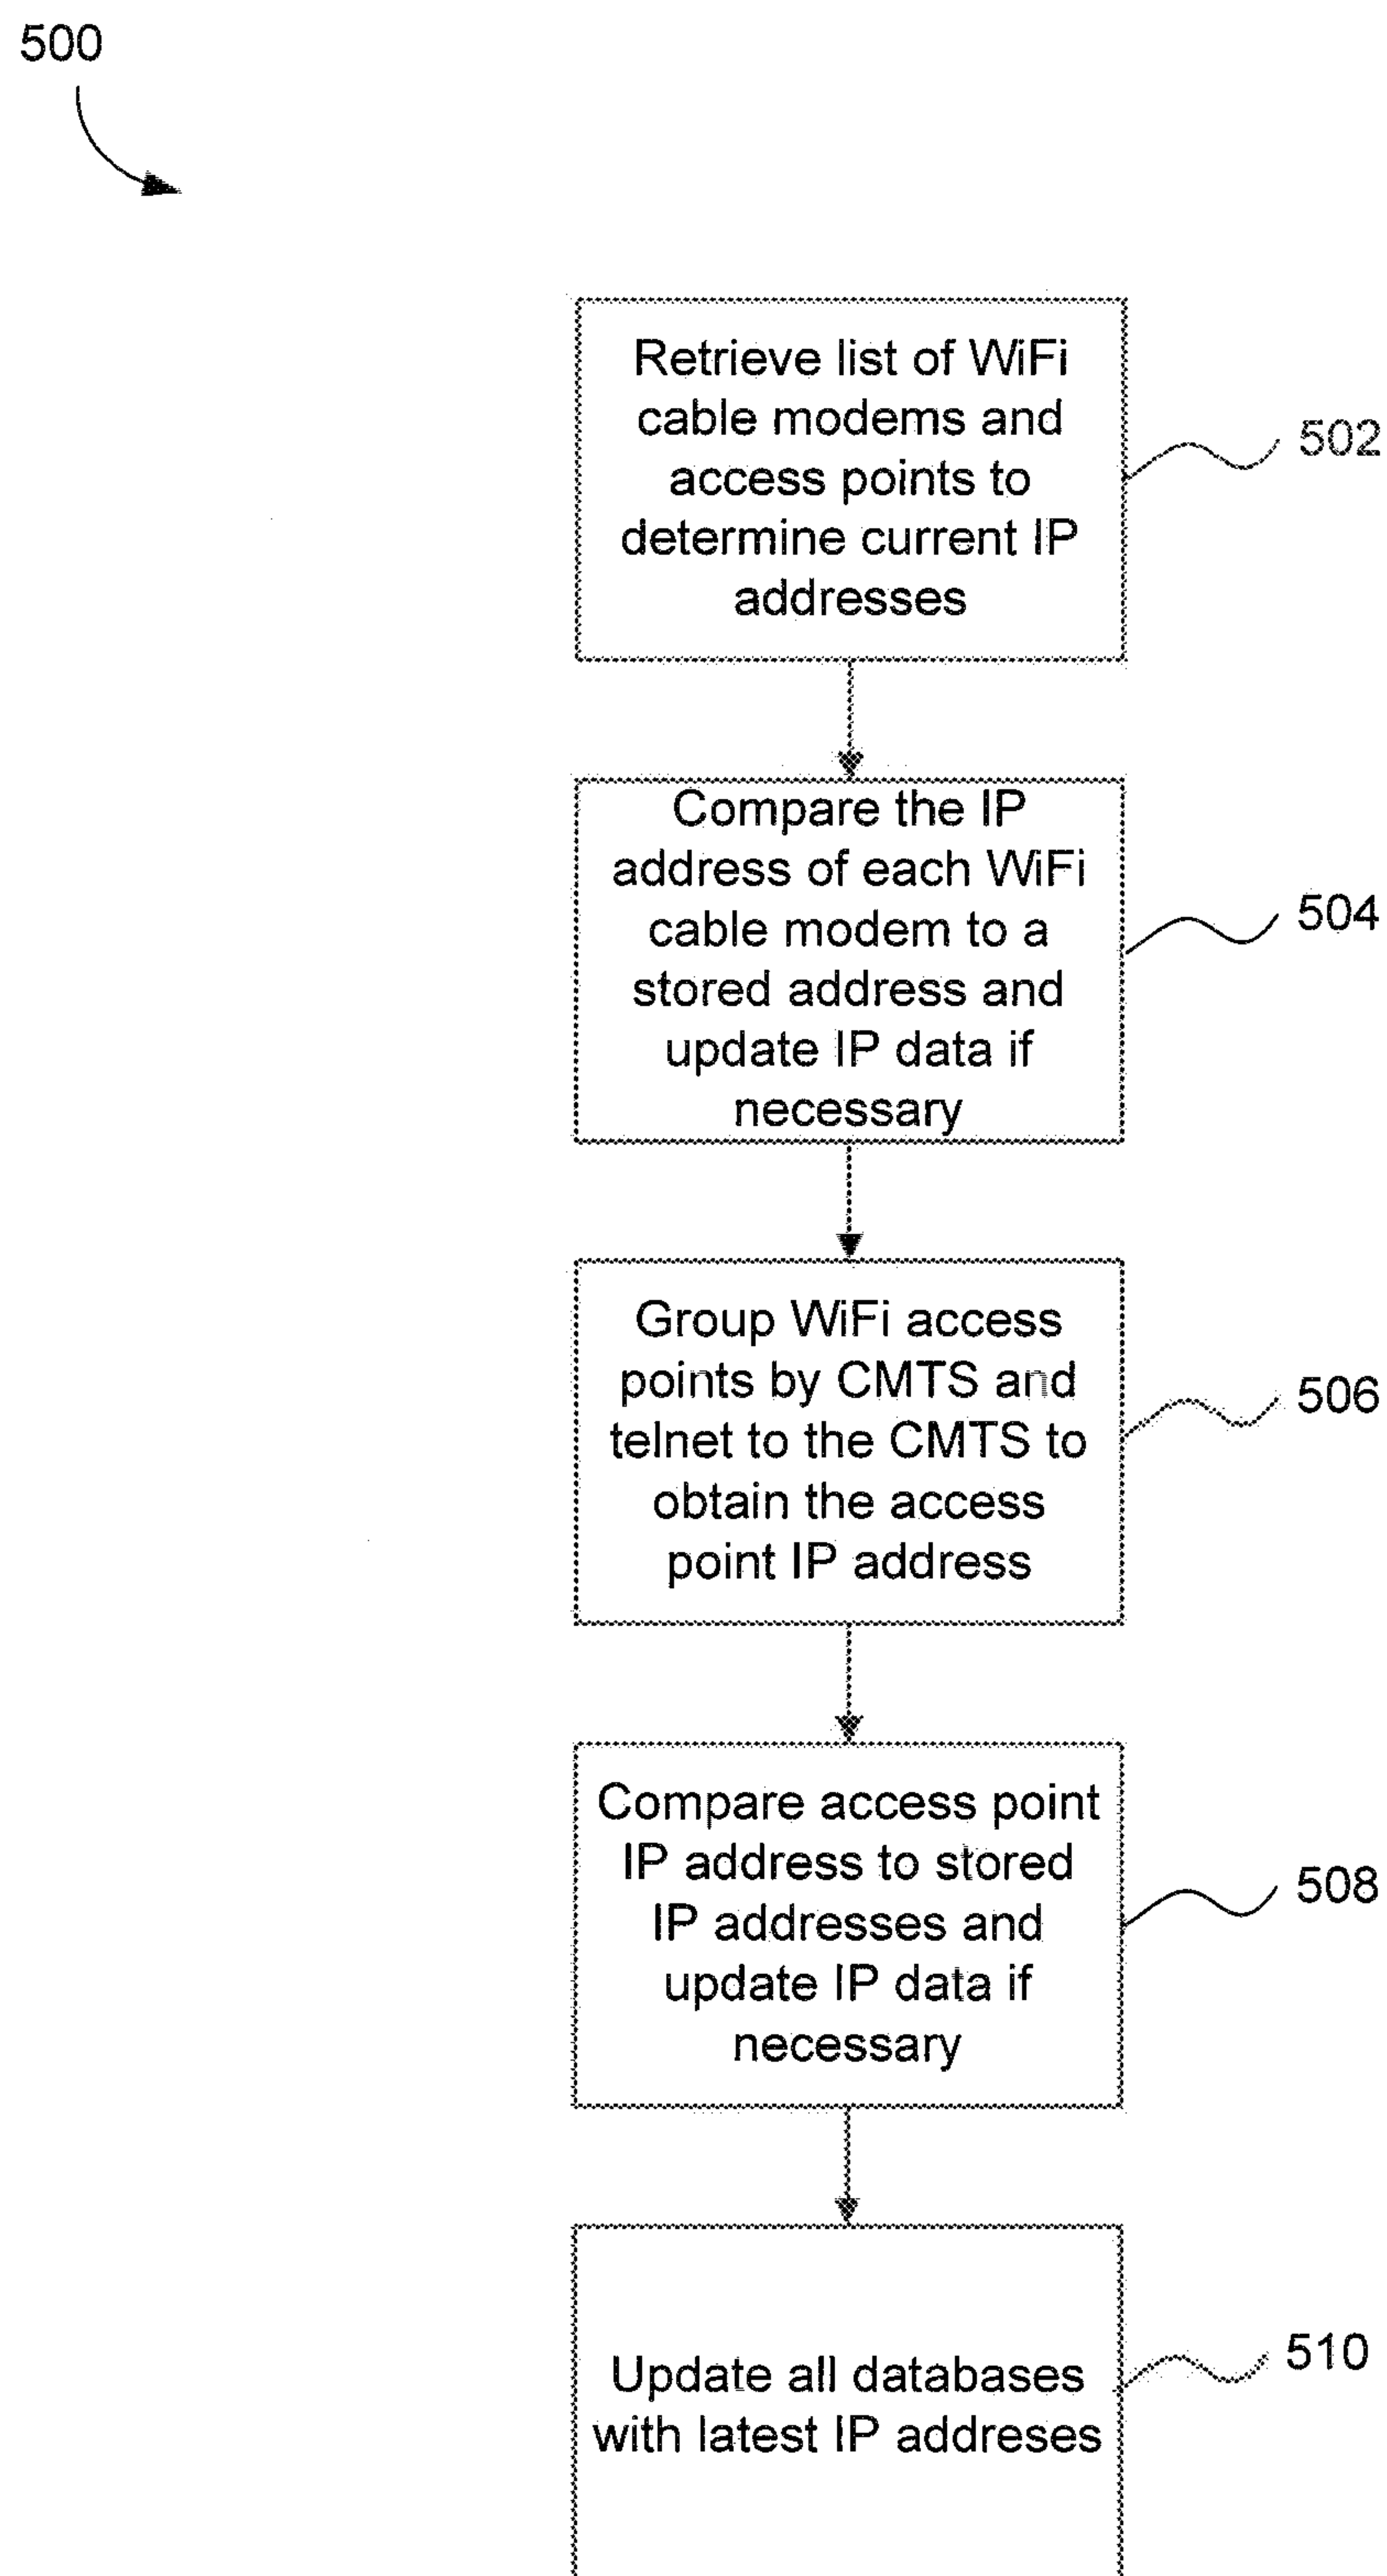 500
Retrieve list of WiFi
cable modems and
access points to
determine current IP
addresses
502
Compare the IP
address of each WiFi
cable modem to a
stored address and
update IP data if
necessary
504
Group WiFi access
points by CMTS and
telnet to the CMTS to
obtain the access
point IP address
506
Compare access point
IP address to stored
IP addresses and
update IP data if
necessary
508
Update all databases
with latest IP addreses
510